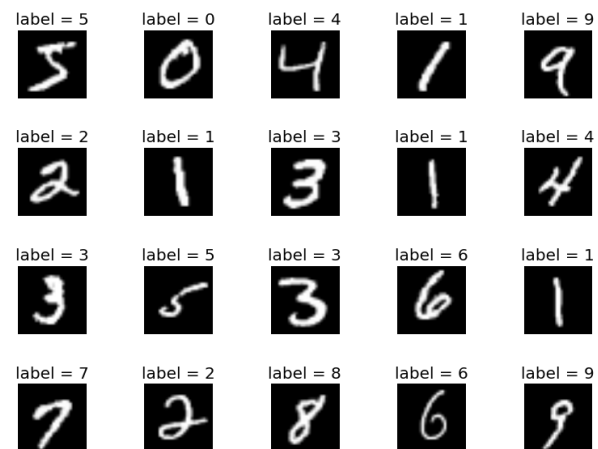 label = 5 label = 0 label = 4 label = 1 label = 9
5 0 4 1 9
label = 2 label = 1 label = 3 label = 1 label = 4
2 1 3 1 4
label = 3 label = 5 label = 3 label = 6 label = 1
3 5 3 6 1
label = 7 label = 2 label = 8 label = 6 label = 9
7 2 8 6 9